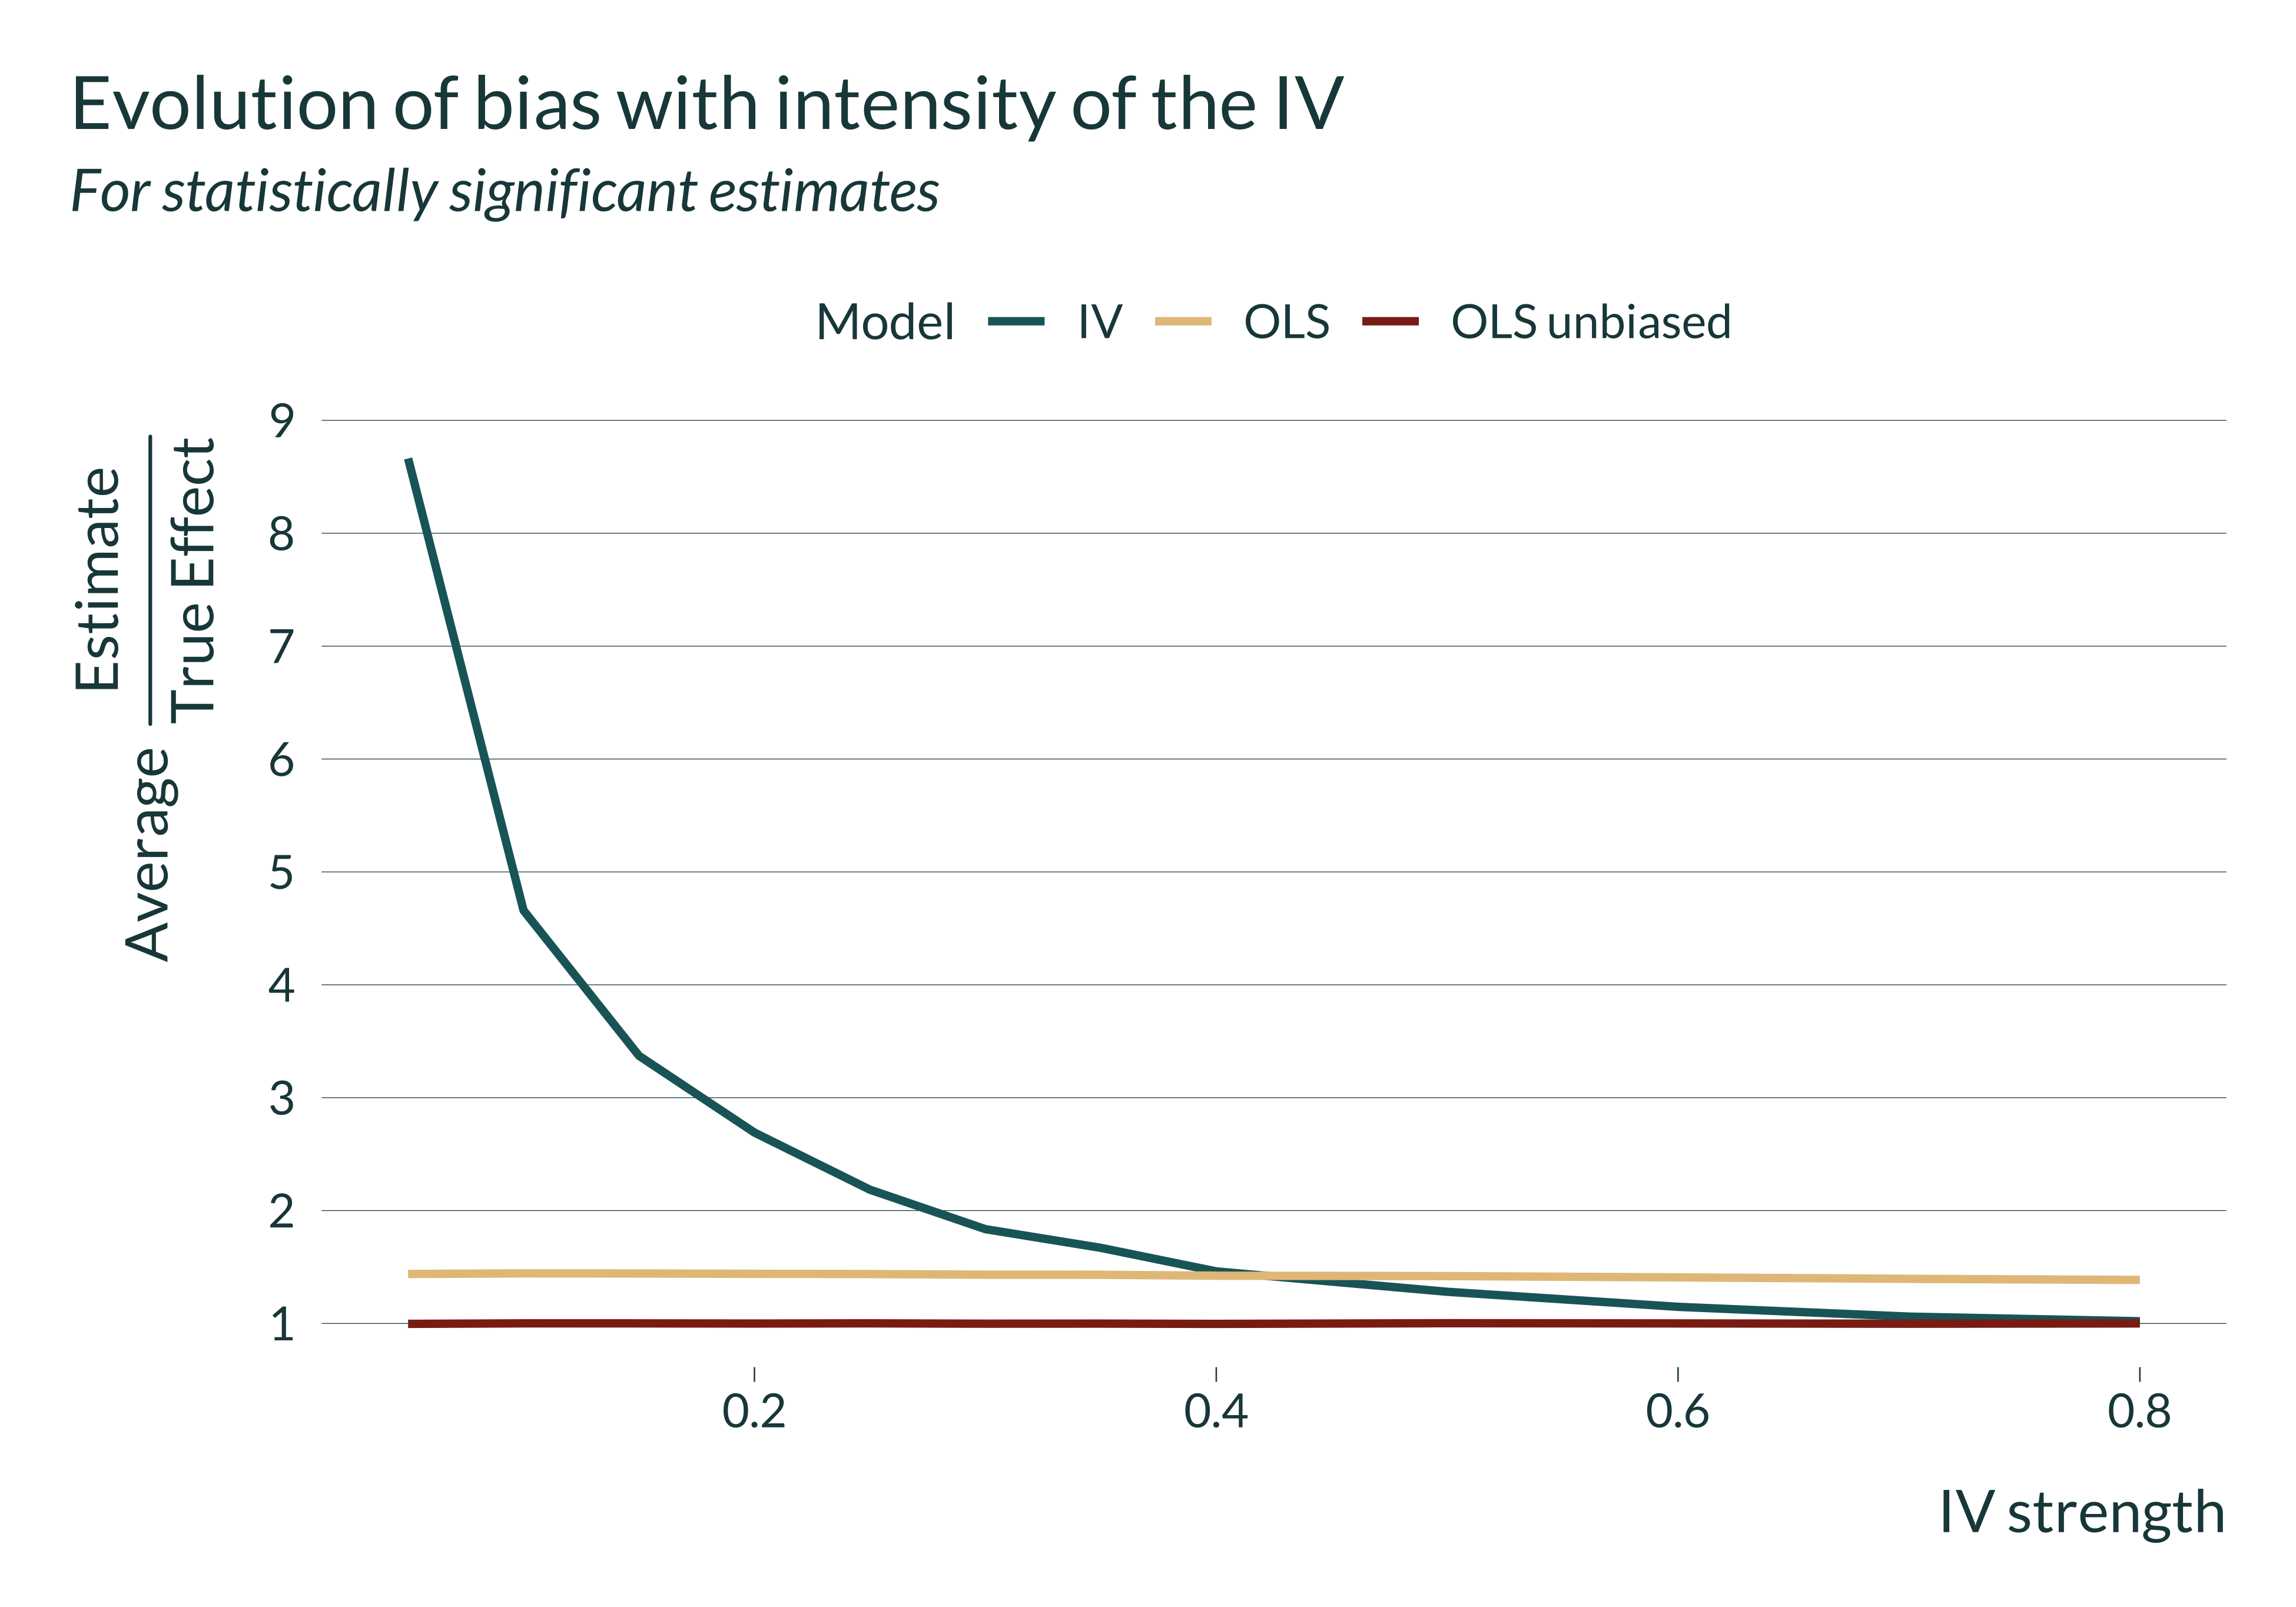 Evolution of bias with intensity of the IV
For statistically significant estimates
Model IV OLS OLS unbiased
Average Estimate
True Effect
9
8
7
6
5
4
3
2
1
0.2 0.4 0.6 0.8
IV strength